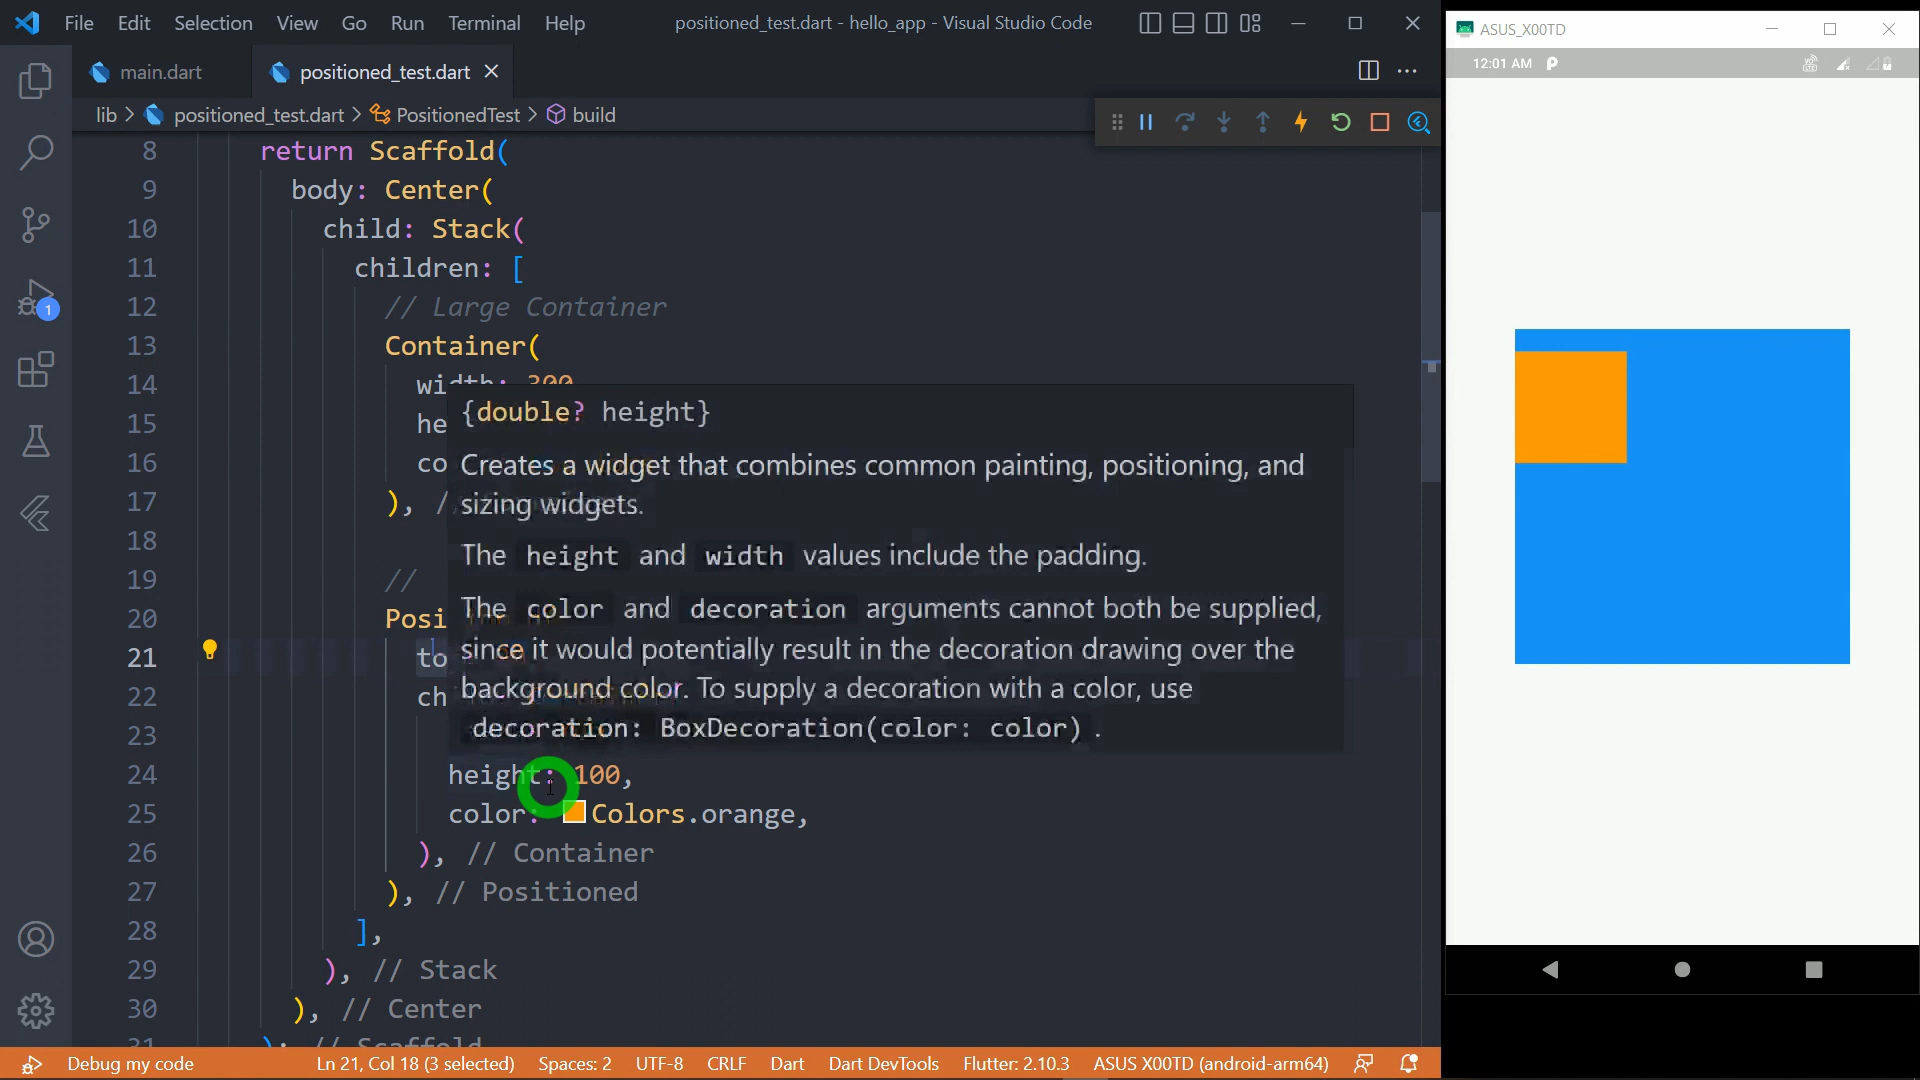 File Edit Selection View Go Run Terminal Help
positioned_test.dart - hello_app - Visual Studio Code
main.dart
positioned_test.dart
lib > positioned_test.dart > PositionedTest > build
8 return Scaffold(
9 body: Center(
10 child: Stack(
11 children: [
12 // Large Container
13 Container(
14 width: 300
15 he
16 co
17 ), /
18
19 //
20 Posi
21 to
22 ch
23
24 height: 100,
25 color: Colors.orange,
26 ), // Container
27 ), // Positioned
28 ],
29 ), // Stack
30 ), // Center
31 ); // Scaffold
{double? height}
Creates a widget that combines common painting, positioning, and
sizing widgets.
The height and width values include the padding.
The color and decoration arguments cannot both be supplied,
since it would potentially result in the decoration drawing over the
background color. To supply a decoration with a color, use
decoration: BoxDecoration(color: color) .
1
Debug my code
Ln 21, Col 18 (3 selected)
Spaces: 2
UTF-8
CRLF
Dart
Dart DevTools
Flutter: 2.10.3
ASUS X00TD (android-arm64)
ASUS_X00TD
12:01 AM